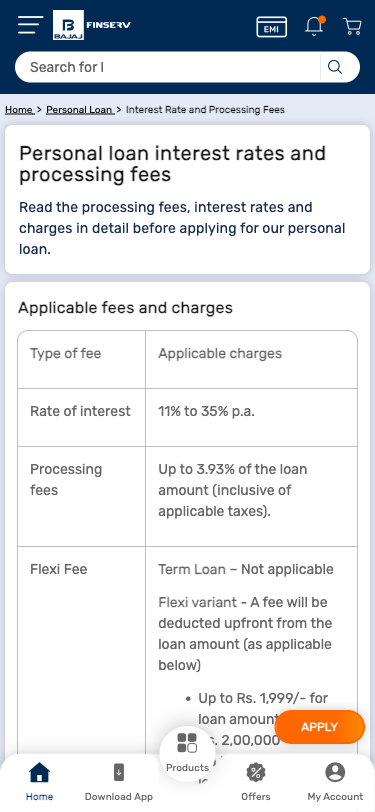 B
BAJAJ
FINSERV
EMI
Search for l
Home > Personal Loan > Interest Rate and Processing Fees
Personal loan interest rates and
processing fees
Read the processing fees, interest rates and
charges in detail before applying for our personal
loan.
Applicable fees and charges
Type of fee
Applicable charges
Rate of interest
11% to 35% p.a.
Processing
fees
Up to 3.93% of the loan
amount (inclusive of
applicable taxes).
Flexi Fee
Term Loan – Not applicable
Flexi variant - A fee will be
deducted upfront from the
loan amount (as applicable
below)
• Up to Rs. 1,999/- for
loan amount
2,00,000
APPLY
Home
Download App
Products
Offers
My Account